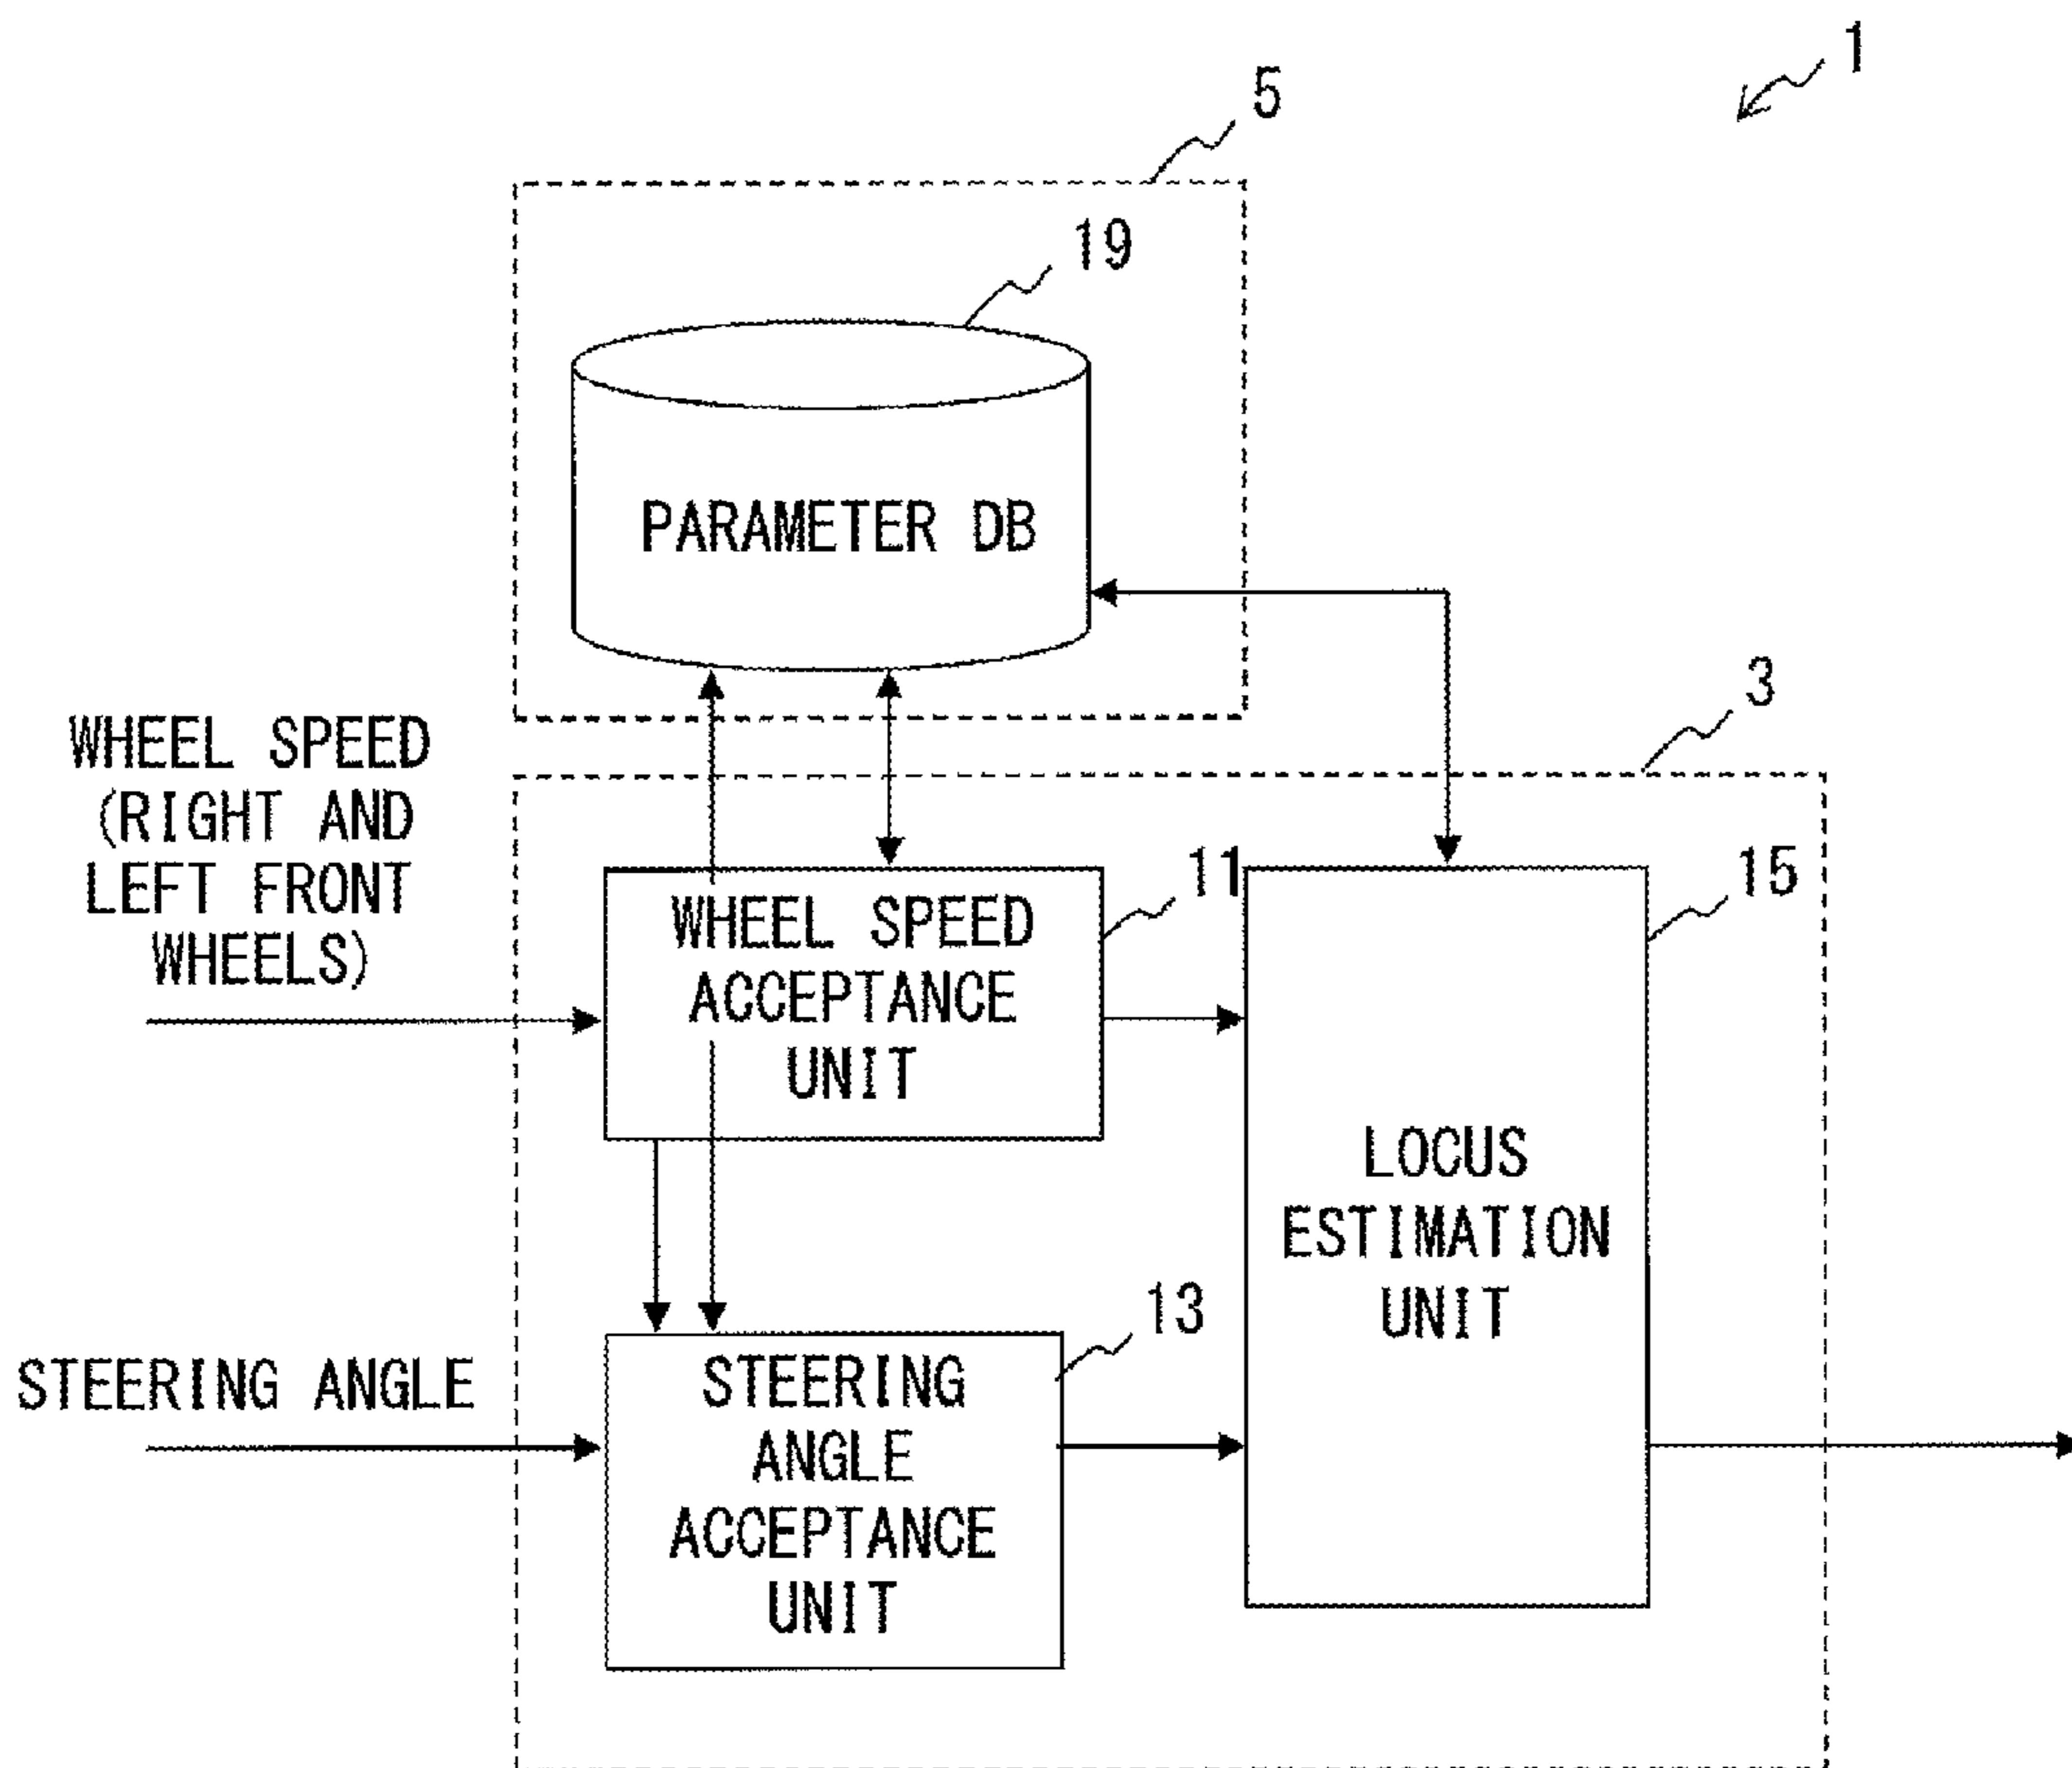 1
5
19
PARAMETER DB
3
WHEEL SPEED
(RIGHT AND
LEFT FRONT
WHEELS)
11
WHEEL SPEED
ACCEPTANCE
UNIT
15
LOCUS
ESTIMATION
UNIT
13
STEERING ANGLE
STEERING
ANGLE
ACCEPTANCE
UNIT